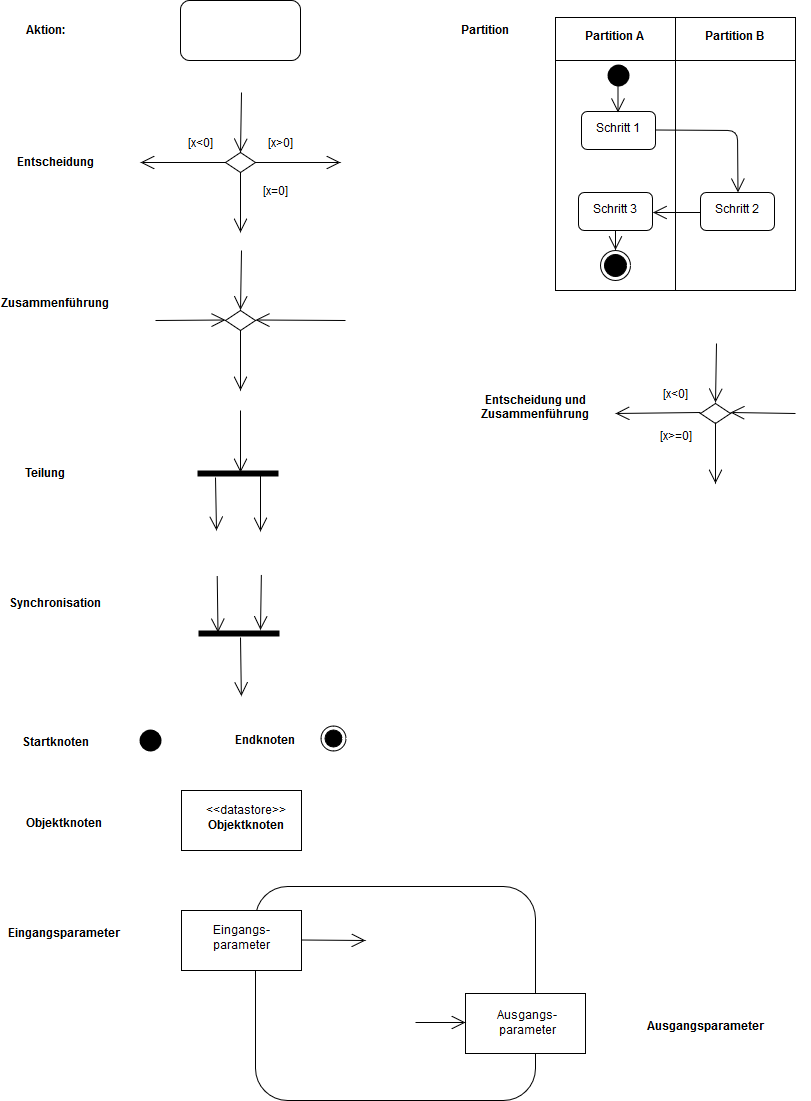 Aktion:
Partition
Partition A
Partition B
Schritt 1
Schritt 3
Schritt 2
Entscheidung
[x<0]
[x>0]
[x=0]
Zusammenführung
Entscheidung und
Zusammenführung
[x<0]
[x>=0]
Teilung
Synchronisation
Startknoten
Endknoten
Objektknoten
<<datastore>>
Objektknoten
Eingangsparameter
Eingangs-
parameter
Ausgangs-
parameter
Ausgangsparameter